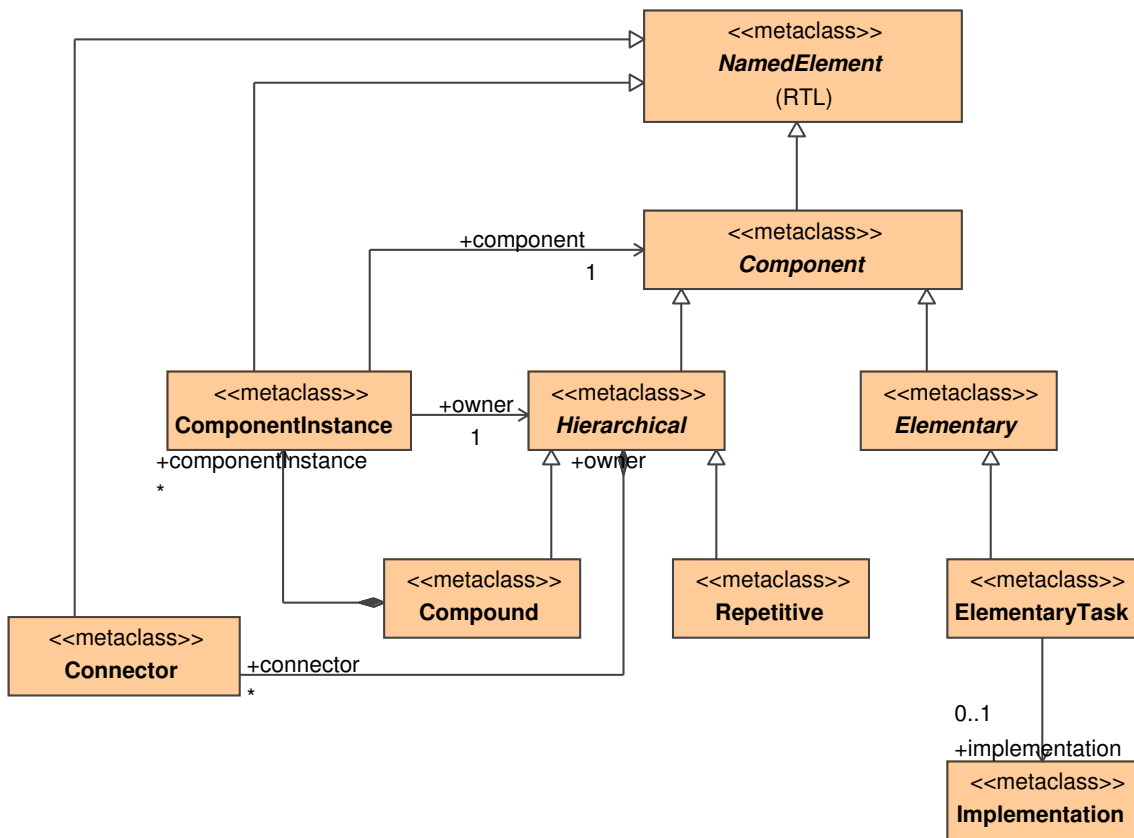 <<metaclass>>
NamedElement
(RTL)
<<metaclass>>
Component
+component
1
<<metaclass>>
ComponentInstance
+owner
1
<<metaclass>>
Hierarchical
<<metaclass>>
Elementary
+componentInstance
*
+owner
<<metaclass>>
Compound
<<metaclass>>
Repetitive
<<metaclass>>
ElementaryTask
<<metaclass>>
Connector
+connector
*
0..1
+implementation
<<metaclass>>
Implementation